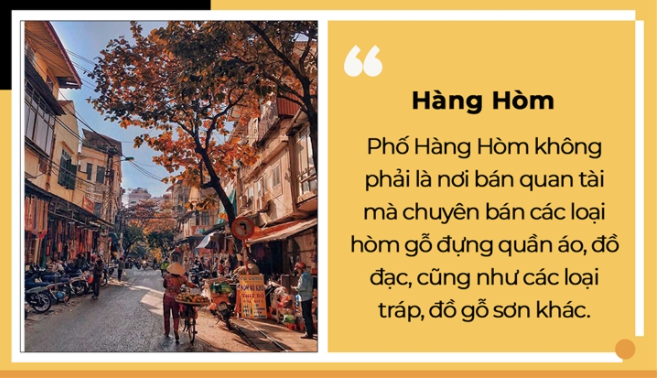 Hàng Hòm
Phố Hàng Hòm không
phải là nơi bán quan tài
mà chuyên bán các loại
hòm gỗ đựng quần áo, đồ
đạc, cũng như các loại
tráp, đồ gỗ sơn khác.